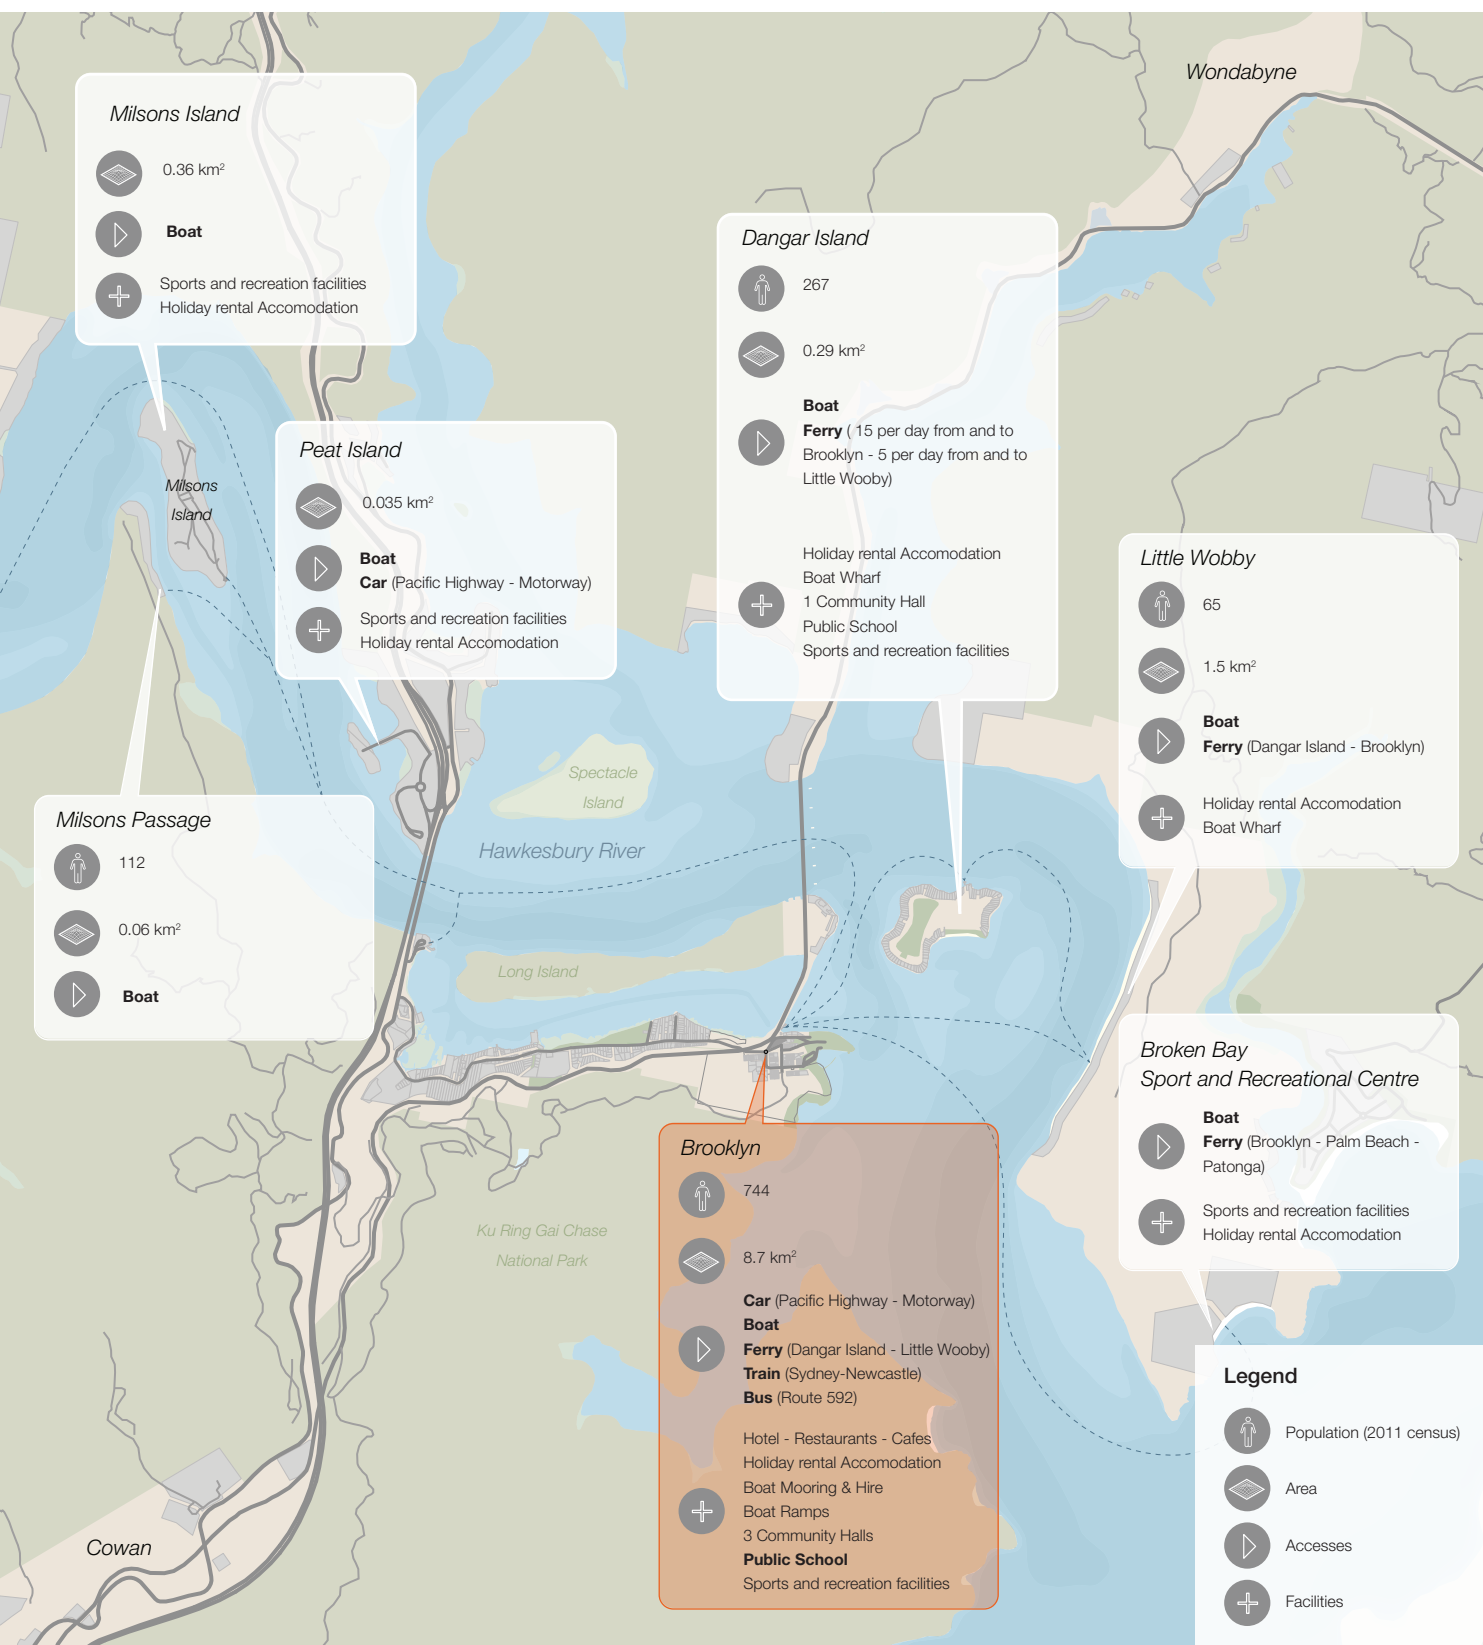 Wondabyne
Milsons Island
0.36 km²
Boat
Sports and recreation facilities
Holiday rental Accomodation
Dangar Island
267
0.29 km²
Boat
Ferry ( 15 per day from and to
Brooklyn - 5 per day from and to
Little Wooby)
Holiday rental Accomodation
Boat Wharf
1 Community Hall
Public School
Sports and recreation facilities
Peat Island
0.035 km²
Boat
Car (Pacific Highway - Motorway)
Sports and recreation facilities
Holiday rental Accomodation
Milsons
Island
Little Wobby
65
1.5 km²
Boat
Ferry (Dangar Island - Brooklyn)
Holiday rental Accomodation
Boat Wharf
Spectacle
Island
Hawkesbury River
Milsons Passage
112
0.06 km²
Boat
Long Island
Broken Bay
Sport and Recreational Centre
Boat
Ferry (Brooklyn - Palm Beach -
Patonga)
Sports and recreation facilities
Holiday rental Accomodation
Brooklyn
744
8.7 km²
Car (Pacific Highway - Motorway)
Boat
Ferry (Dangar Island - Little Wooby)
Train (Sydney-Newcastle)
Bus (Route 592)
Hotel - Restaurants - Cafes
Holiday rental Accomodation
Boat Mooring & Hire
Boat Ramps
3 Community Halls
Public School
Sports and recreation facilities
Ku Ring Gai Chase
National Park
Cowan
Legend
Population (2011 census)
Area
Accesses
Facilities